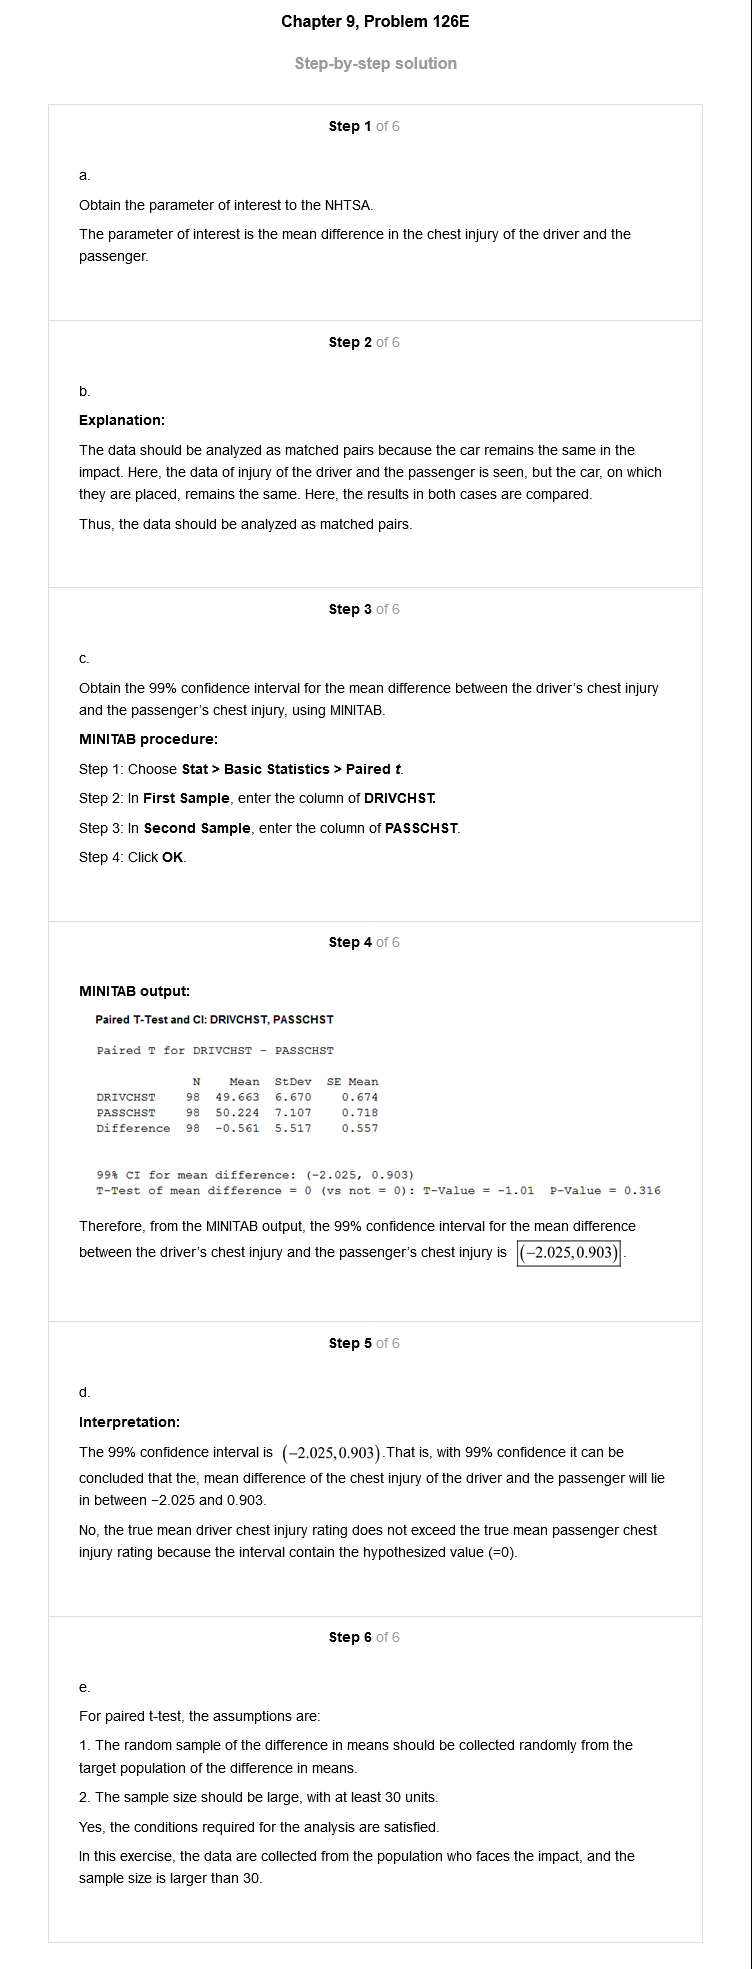 Chapter 9, Problem 126E
Step-by-step solution
Step 1 of 6
a.
Obtain the parameter of interest to the NHTSA.
The parameter of interest is the mean difference in the chest injury of the driver and the
passenger.
Step 2 of 6
b.
Explanation:
The data should be analyzed as matched pairs because the car remains the same in the
impact. Here, the data of injury of the driver and the passenger is seen, but the car, on which
they are placed, remains the same. Here, the results in both cases are compared.
Thus, the data should be analyzed as matched pairs.
Step 3 of 6
c.
Obtain the 99% confidence interval for the mean difference between the driver's chest injury
and the passenger's chest injury, using MINITAB.
MINITAB procedure:
Step 1: Choose Stat > Basic Statistics > Paired t.
Step 2: In First Sample, enter the column of DRIVCHST.
Step 3: In Second Sample, enter the column of PASSCHST.
Step 4: Click OK.
Step 4 of 6
MINITAB output:
Paired T-Test and CI: DRIVCHST, PASSCHST
Paired T for DRIVCHST - PASSCHST
N Mean StDev SE Mean
DRIVCHST 98 49.663 6.670 0.674
PASSCHST 98 50.224 7.107 0.718
Difference 98 -0.561 5.517 0.557
99% CI for mean difference: (-2.025, 0.903)
T-Test of mean difference = 0 (vs not = 0): T-Value = -1.01 P-Value = 0.316
Therefore, from the MINITAB output, the 99% confidence interval for the mean difference
between the driver's chest injury and the passenger's chest injury is (−2.025,0.903).
Step 5 of 6
d.
Interpretation:
The 99% confidence interval is (−2.025,0.903).That is, with 99% confidence it can be
concluded that the, mean difference of the chest injury of the driver and the passenger will lie
in between −2.025 and 0.903.
No, the true mean driver chest injury rating does not exceed the true mean passenger chest
injury rating because the interval contain the hypothesized value (=0).
Step 6 of 6
e.
For paired t-test, the assumptions are:
1. The random sample of the difference in means should be collected randomly from the
target population of the difference in means.
2. The sample size should be large, with at least 30 units.
Yes, the conditions required for the analysis are satisfied.
In this exercise, the data are collected from the population who faces the impact, and the
sample size is larger than 30.